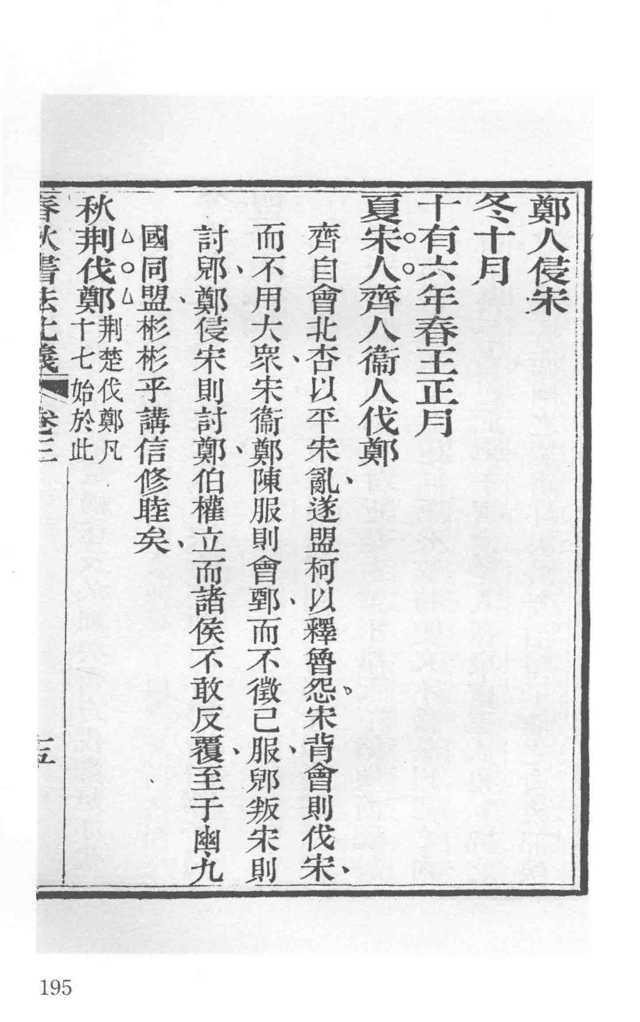 鄭人侵宋
冬十月
十有六年春王正月
夏宋人齊人衞人伐鄭
齊自會北杏以平宋亂遂盟柯以釋魯怨宋背會則伐宋
而不用大衆宋衞鄭陳服則會鄄而不徵已服郳叛宋則
討郳鄭侵宋則討鄭伯權立而諸侯不敢反覆至于幽九
國同盟彬彬乎講信修睦矣
秋荆伐鄭荆楚伐鄭凡
十七始於此
春秋書法比義
卷三
五
195